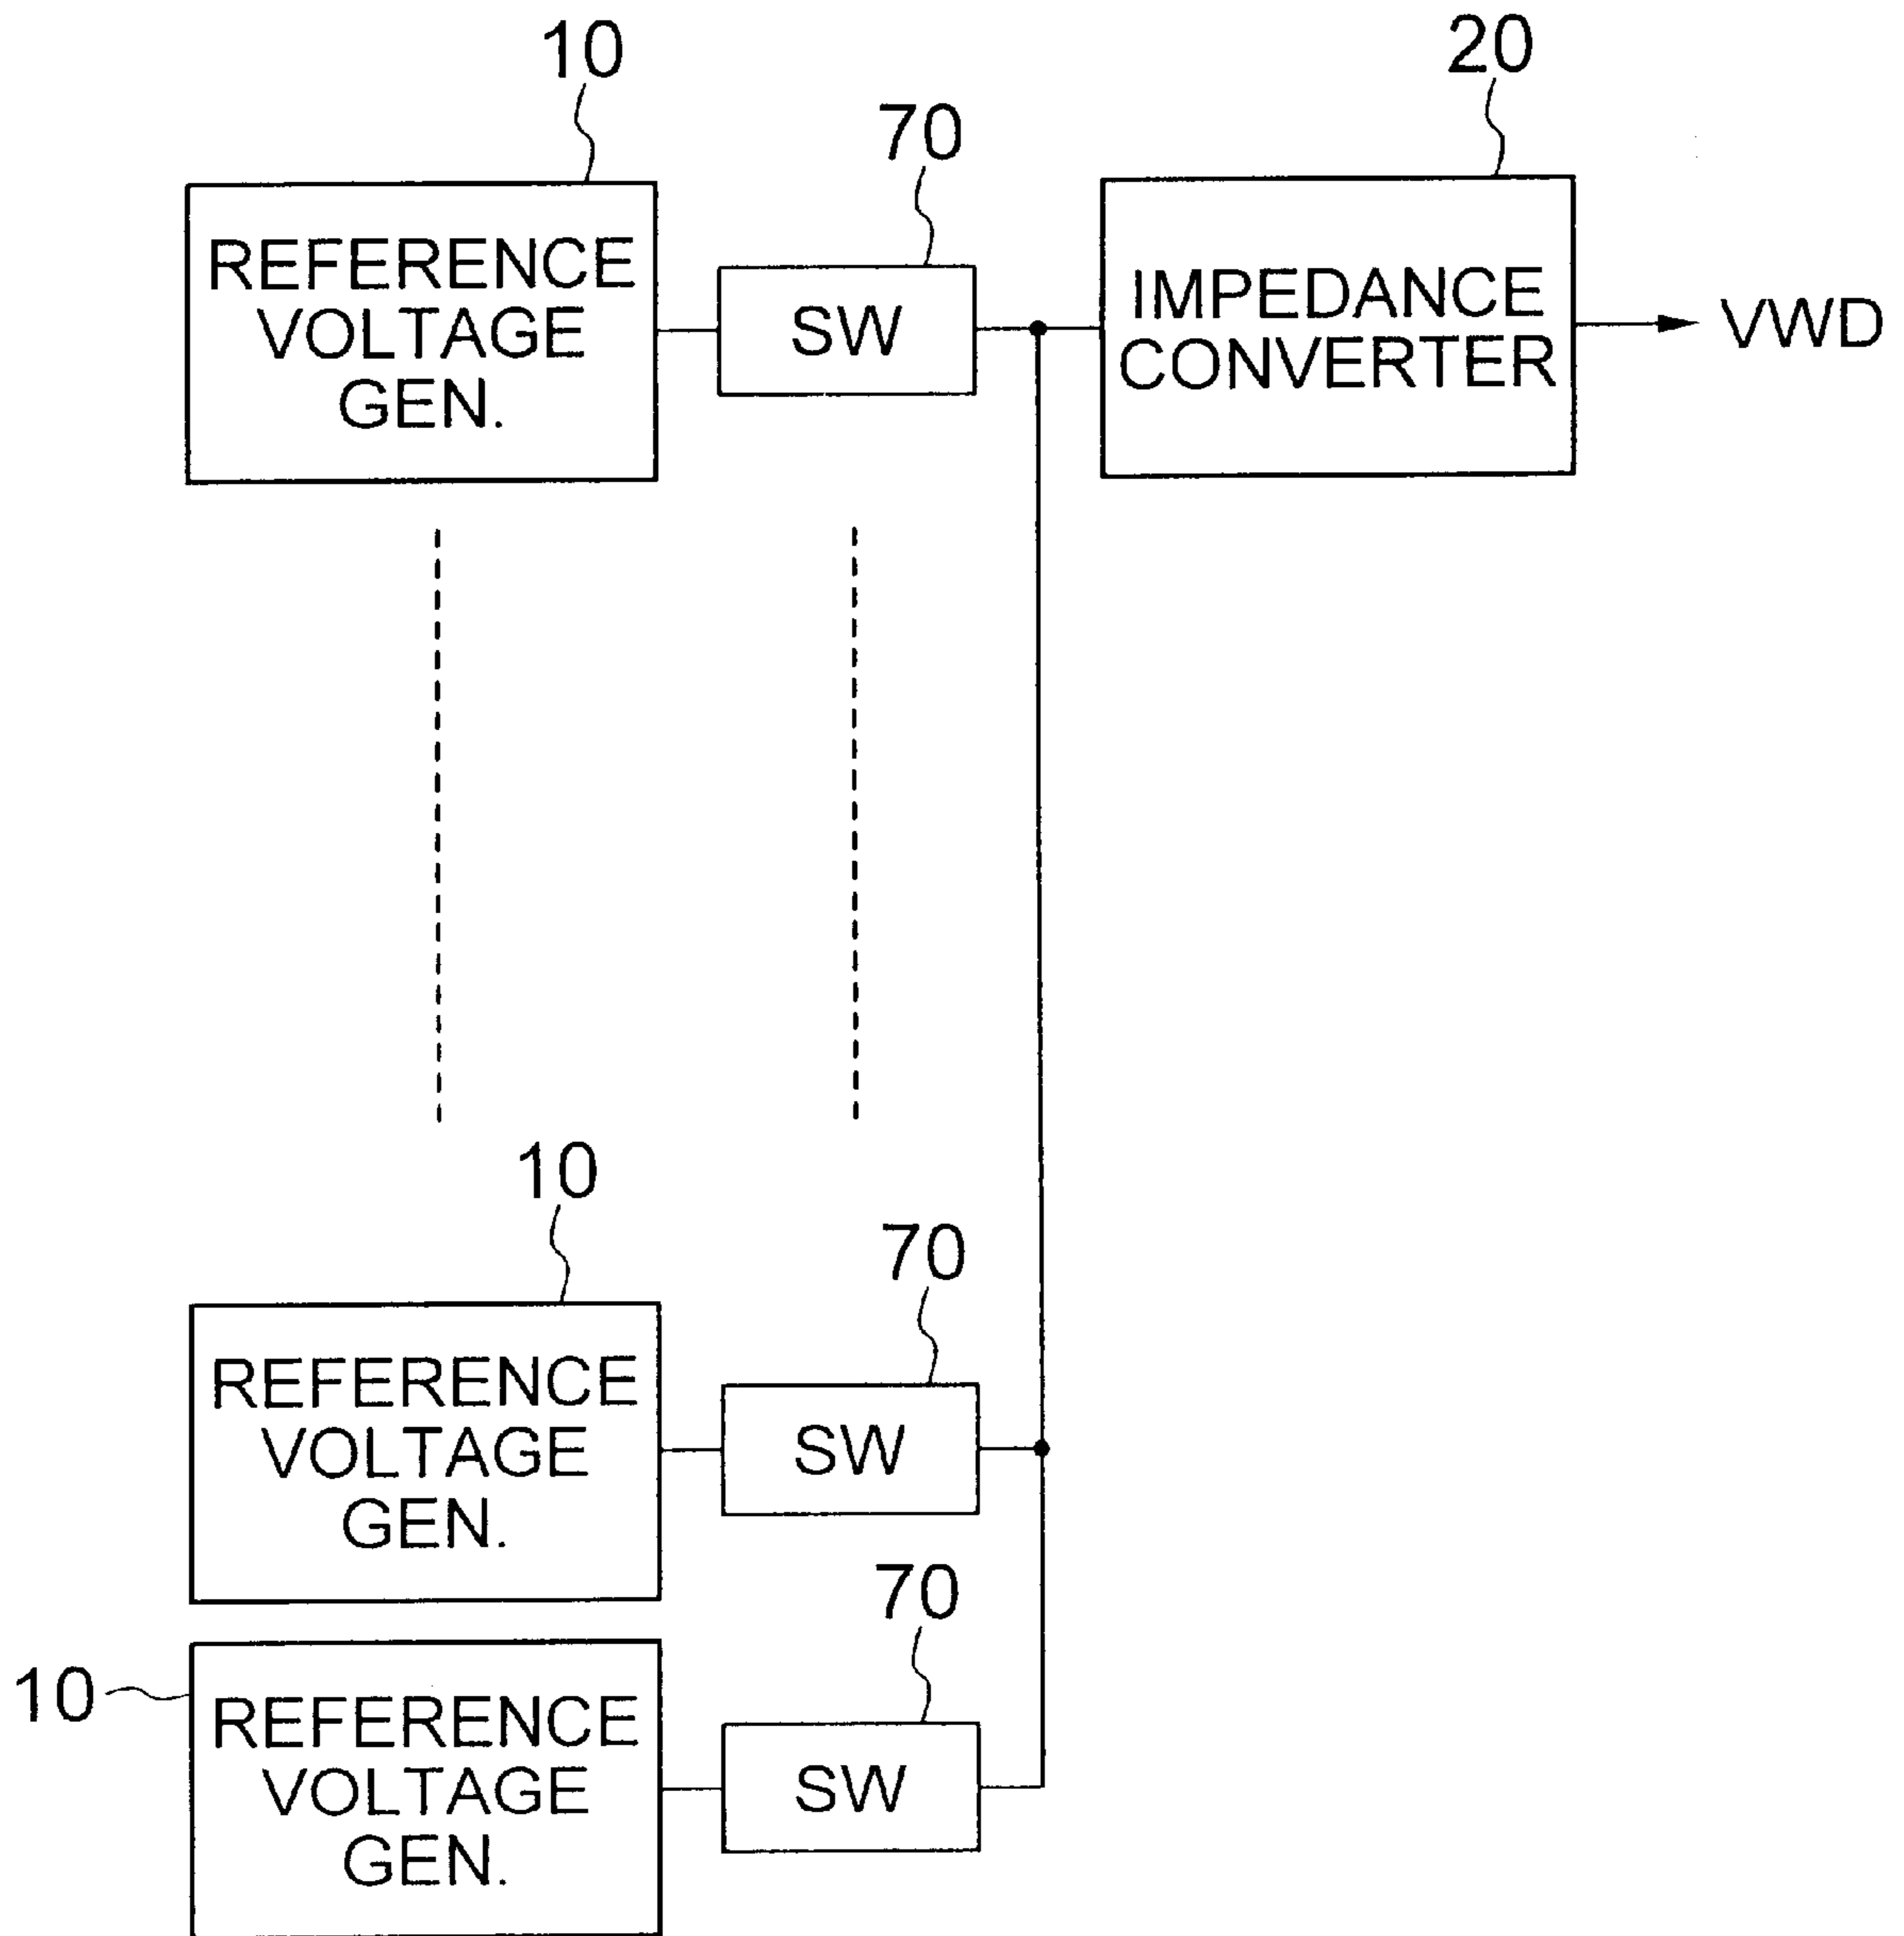 10
20
70
REFERENCE
VOLTAGE
GEN.
SW
IMPEDANCE
CONVERTER
VWD
10
70
REFERENCE
VOLTAGE
GEN.
SW
70
10
REFERENCE
VOLTAGE
GEN.
SW